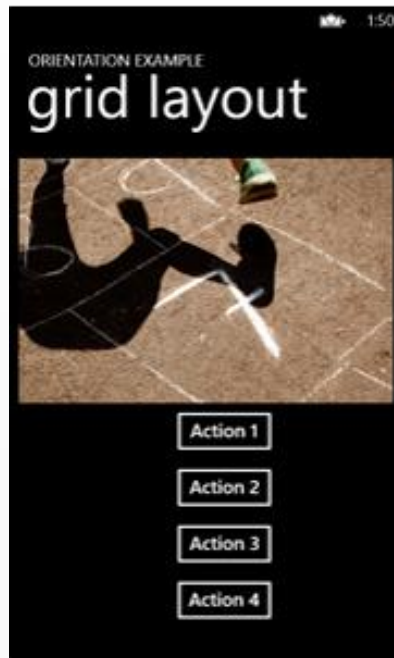 1:50
ORIENTATION EXAMPLE
grid layout
Action 1
Action 2
Action 3
Action 4